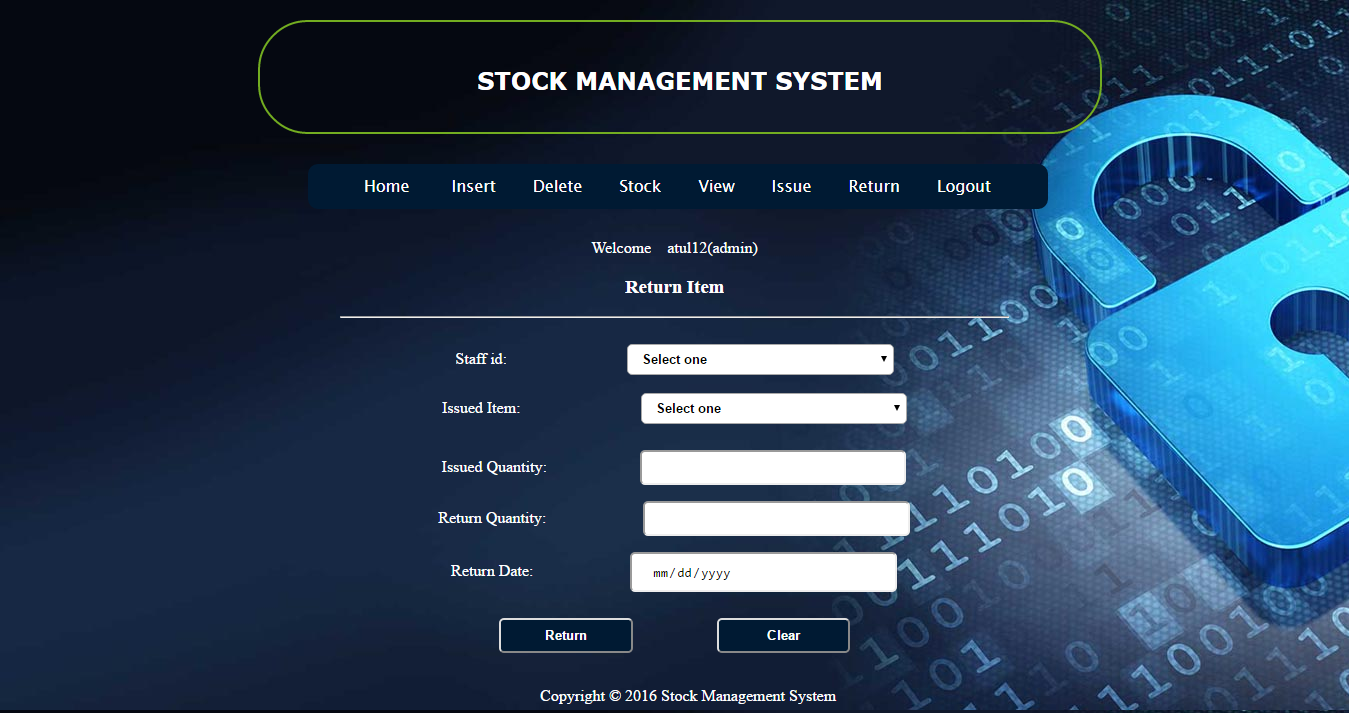 STOCK MANAGEMENT SYSTEM
Home Insert Delete Stock View Issue Return Logout
Welcome atul12(admin)
Return Item
Staff id: Select one
Issued Item: Select one
Issued Quantity:
Return Quantity:
Return Date: mm/dd/yyyy
Return Clear
Copyright © 2016 Stock Management System